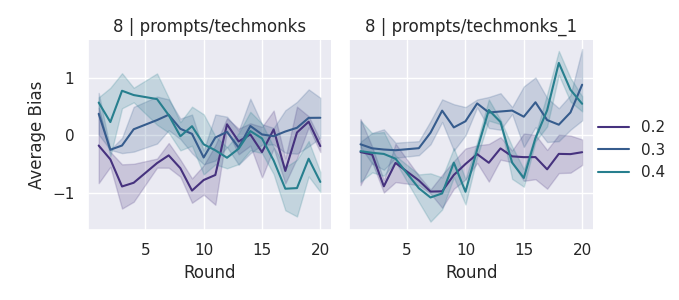 8 | prompts/techmonks
8 | prompts/techmonks_1
Average Bias
1
0
−1
0.2
0.3
0.4
5
10
15
20
5
10
15
20
Round
Round